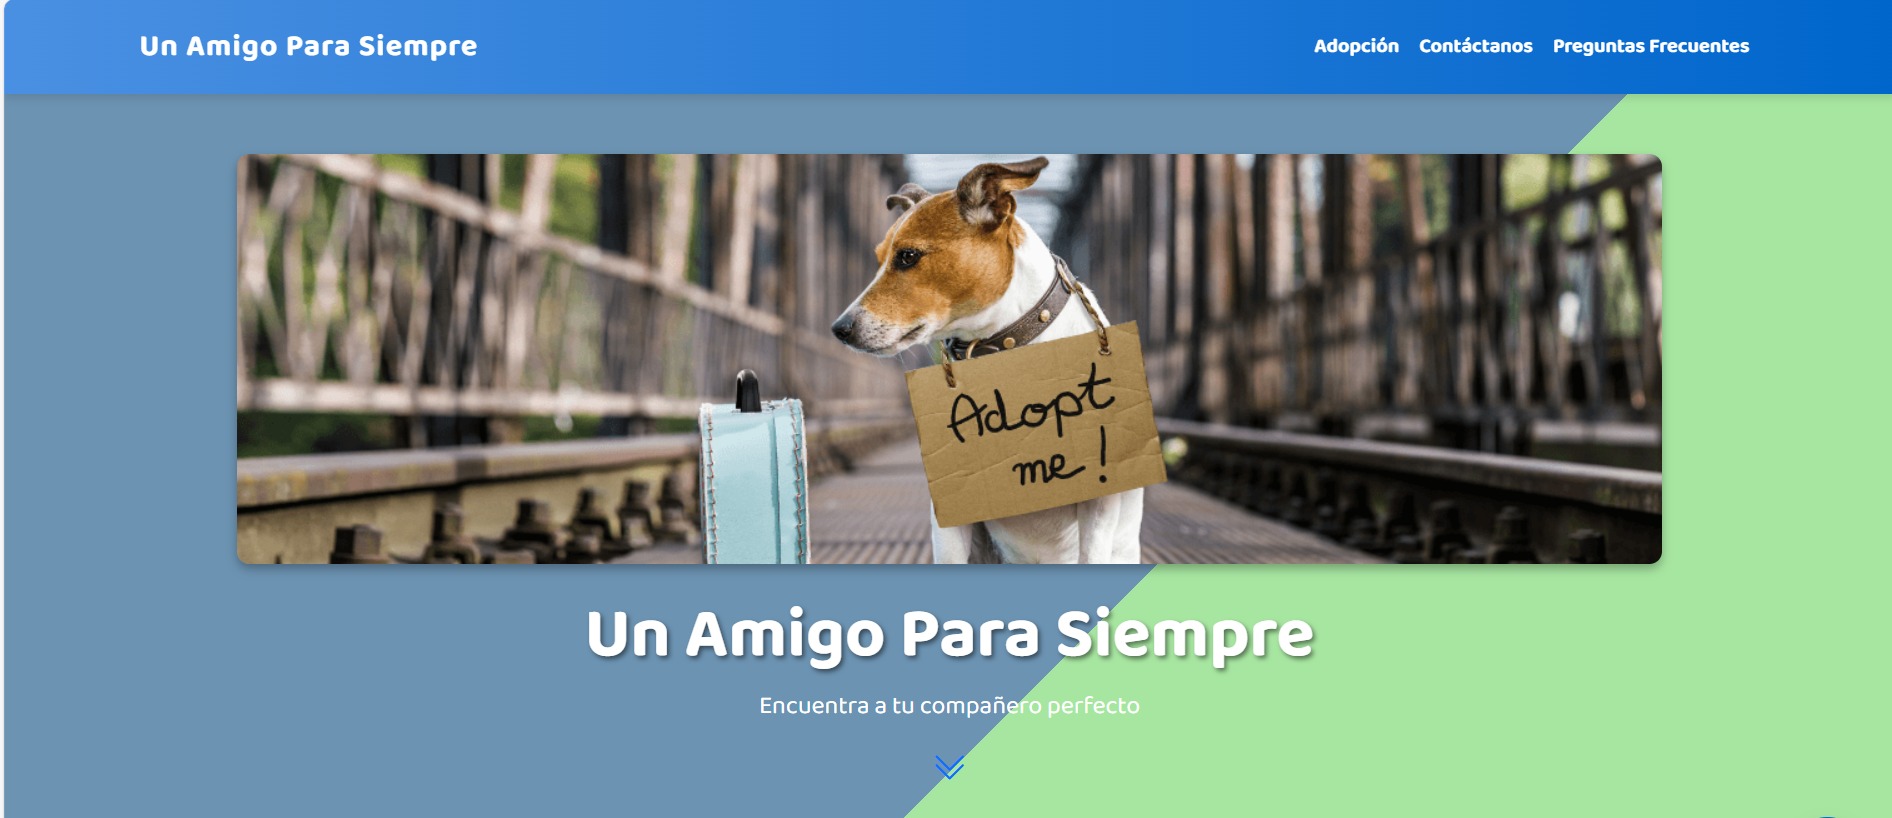 Un Amigo Para Siempre
Adopción Contáctanos Preguntas Frecuentes
Adopt
me!
Un Amigo Para Siempre
Encuentra a tu compañero perfecto